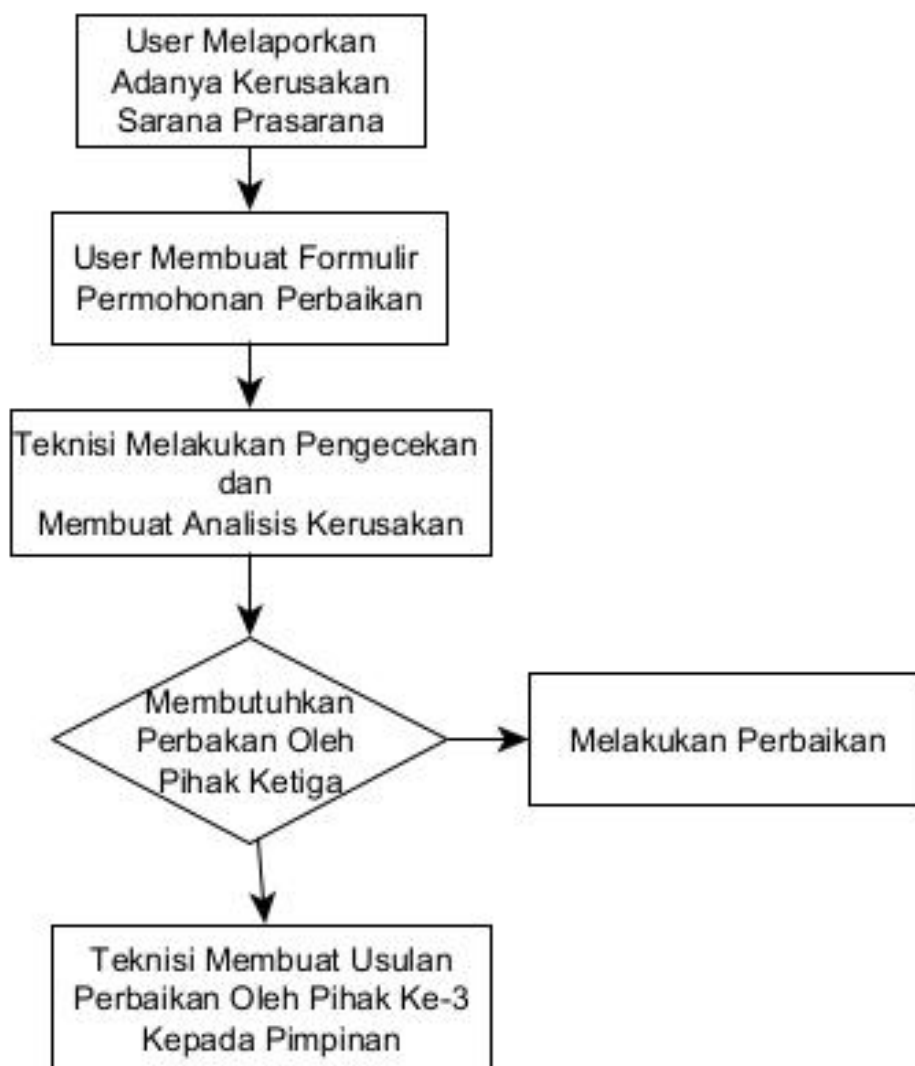 User Melaporkan
Adanya Kerusakan
Sarana Prasarana
User Membuat Formulir
Permohonan Perbaikan
Teknisi Melakukan Pengecekan
dan
Membuat Analisis Kerusakan
Membutuhkan
Perbakan Oleh
Pihak Ketiga
Melakukan Perbaikan
Teknisi Membuat Usulan
Perbaikan Oleh Pihak Ke-3
Kepada Pimpinan